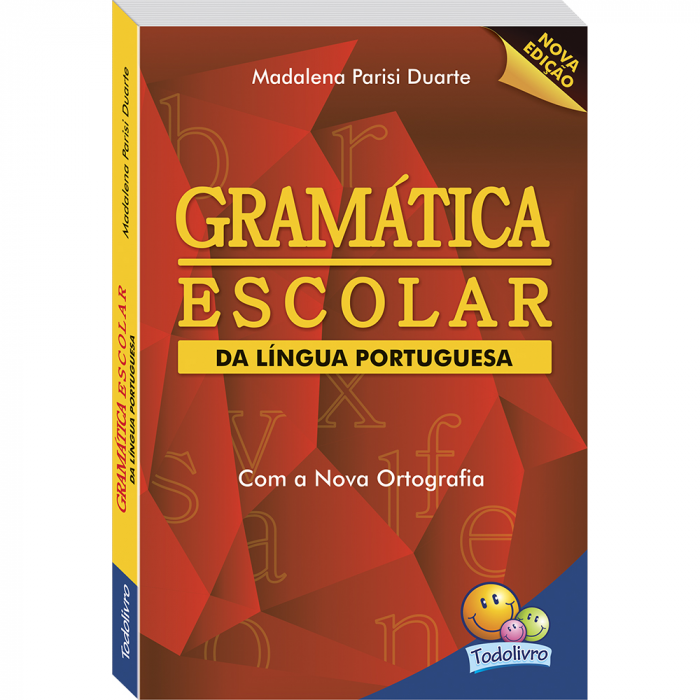 Madalena Parisi Duarte
NOVA
EDIÇÃO
GRAMÁTICA
ESCOLAR
DA LÍNGUA PORTUGUESA
Com a Nova Ortografia
Todolivro
Madalena Parisi Duarte
GRAMÁTICA ESCOLAR
DA LÍNGUA PORTUGUESA
Todolivro